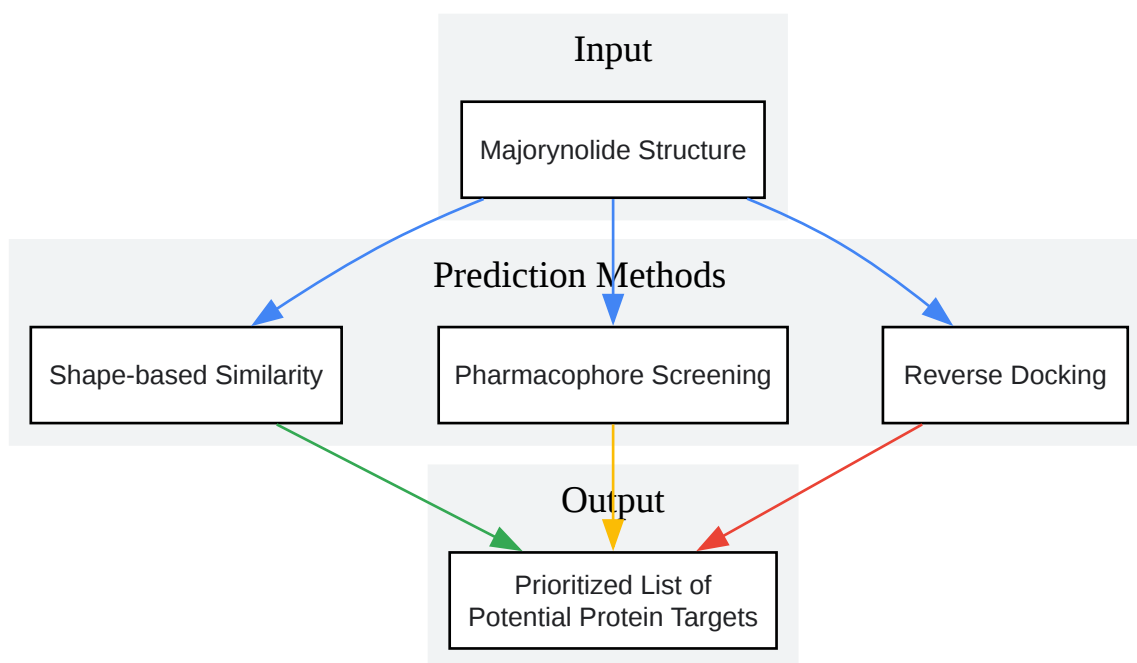 Input
Majorynolide Structure
Prediction Methods
Shape-based Similarity
Pharmacophore Screening
Reverse Docking
Output
Prioritized List of
Potential Protein Targets